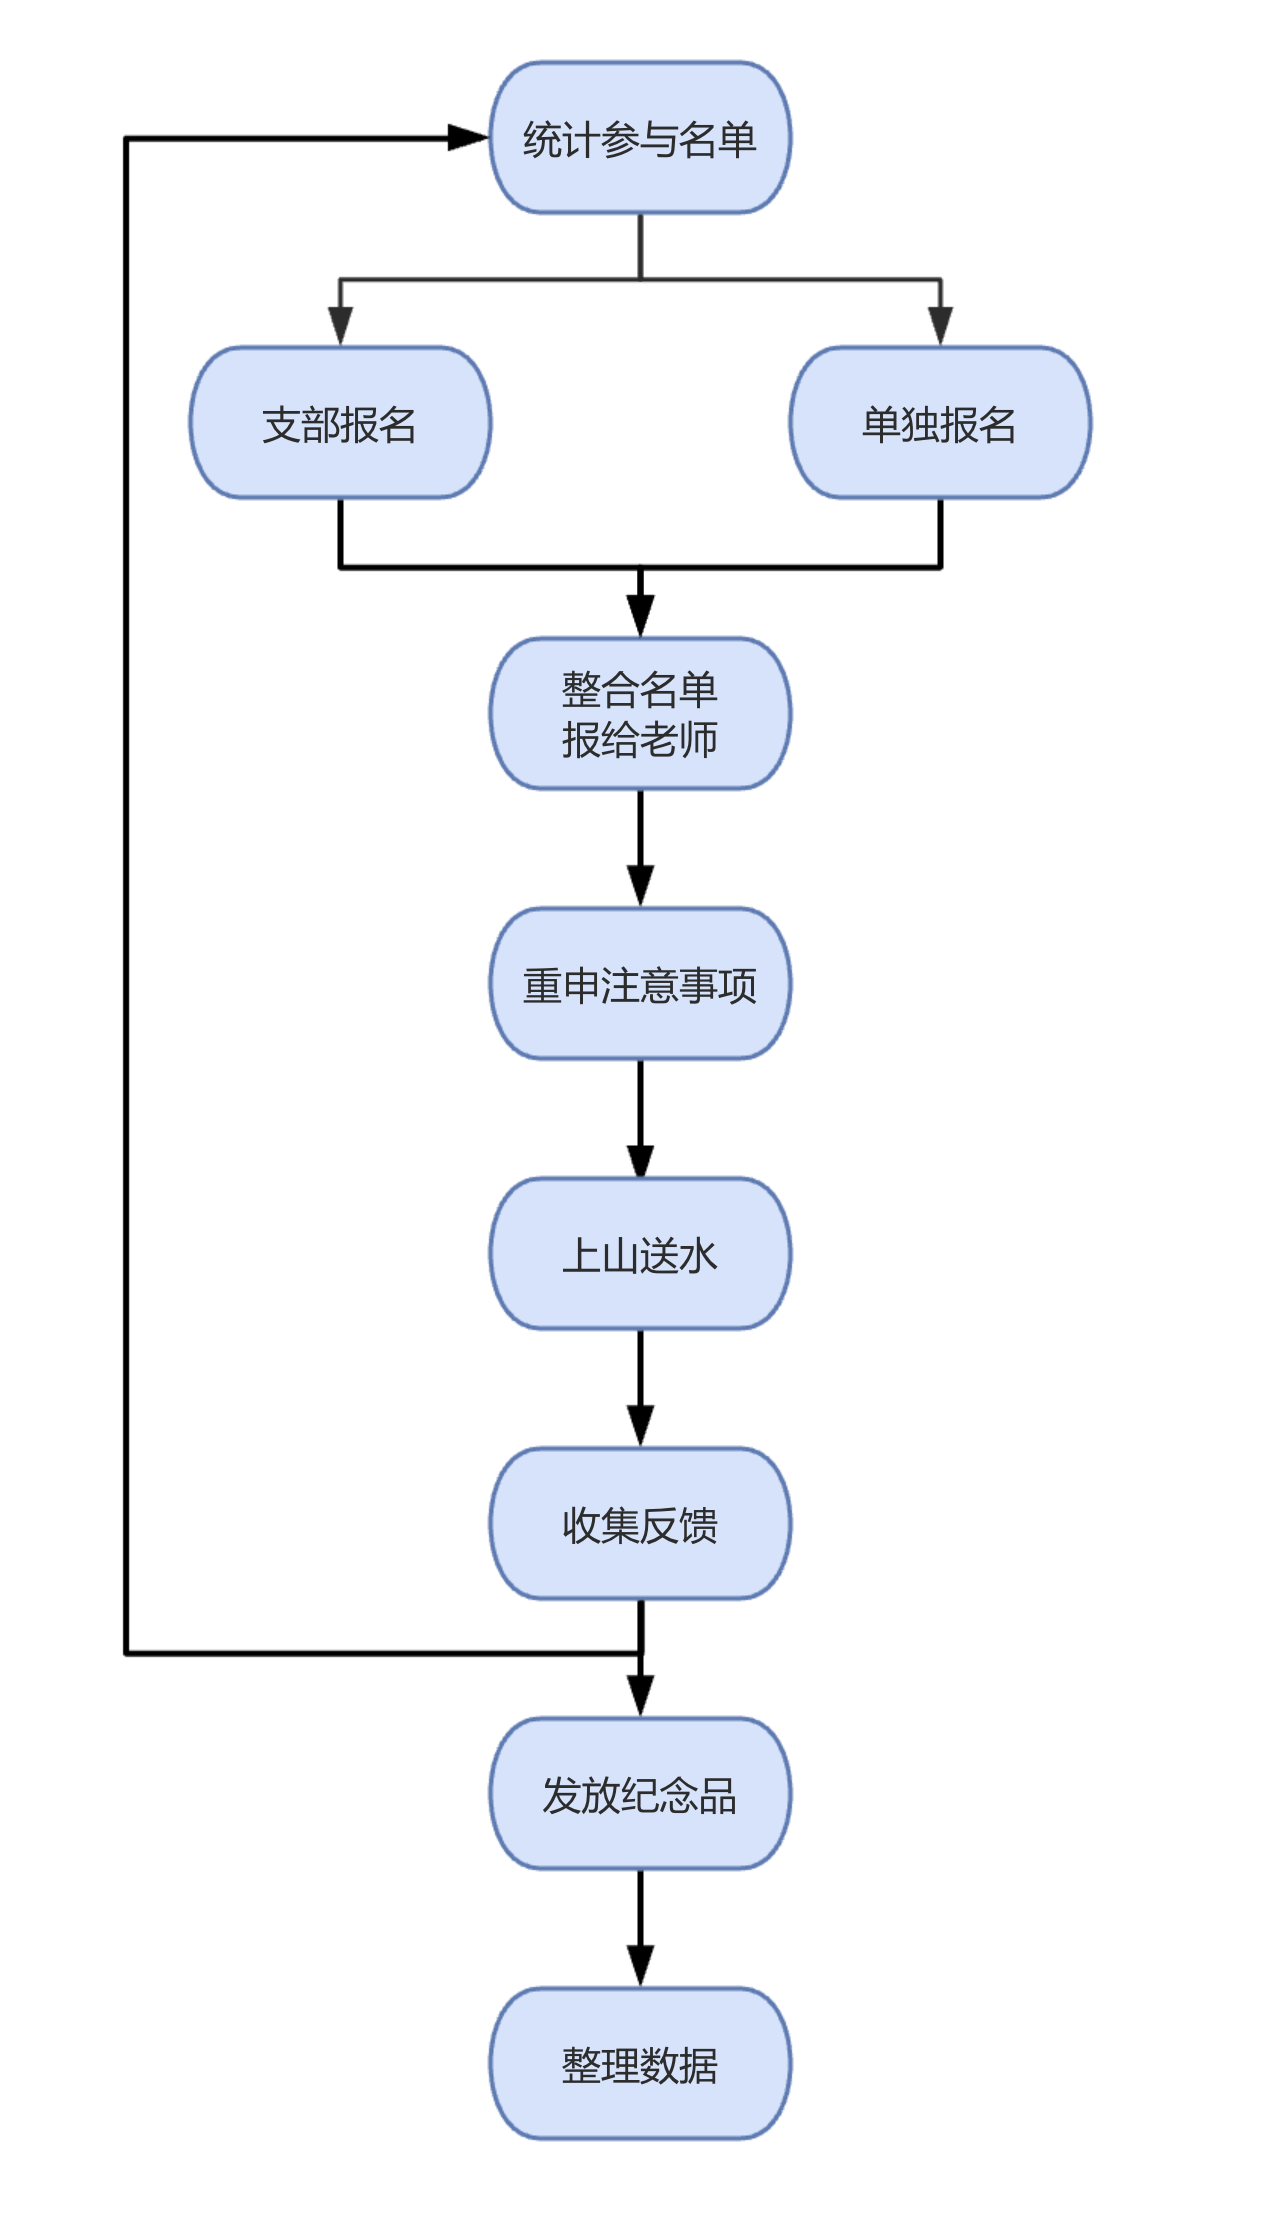 统计参与名单
支部报名
单独报名
整合名单
报给老师
重申注意事项
上山送水
收集反馈
发放纪念品
整理数据